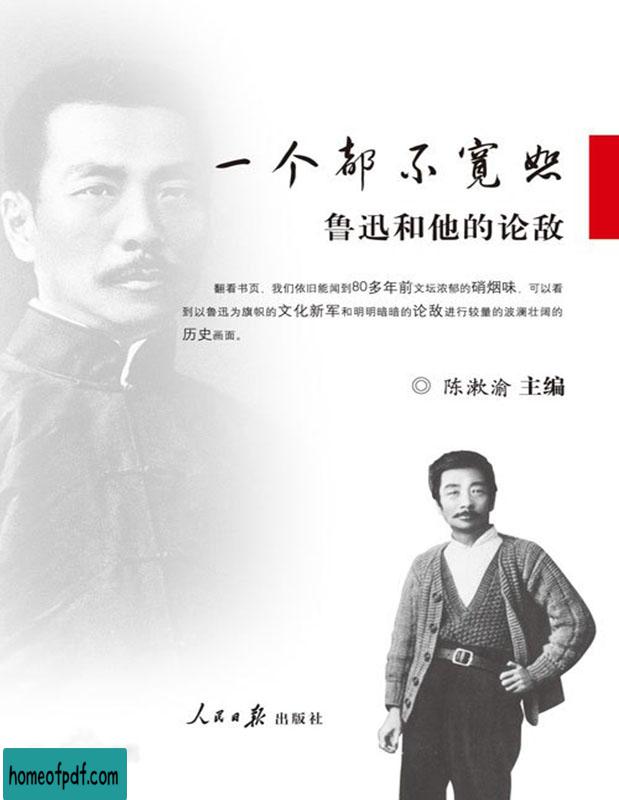 一个都不宽恕
鲁迅和他的论敌
翻看书页，我们依旧能闻到80多年前文坛浓郁的硝烟味，可以看
到以鲁迅为旗帜的文化新军和明明暗暗的论敌进行较量的波澜壮阔的
历史画面。
◎ 陈漱渝 主编
人民日报 出版社
homeofpdf.com